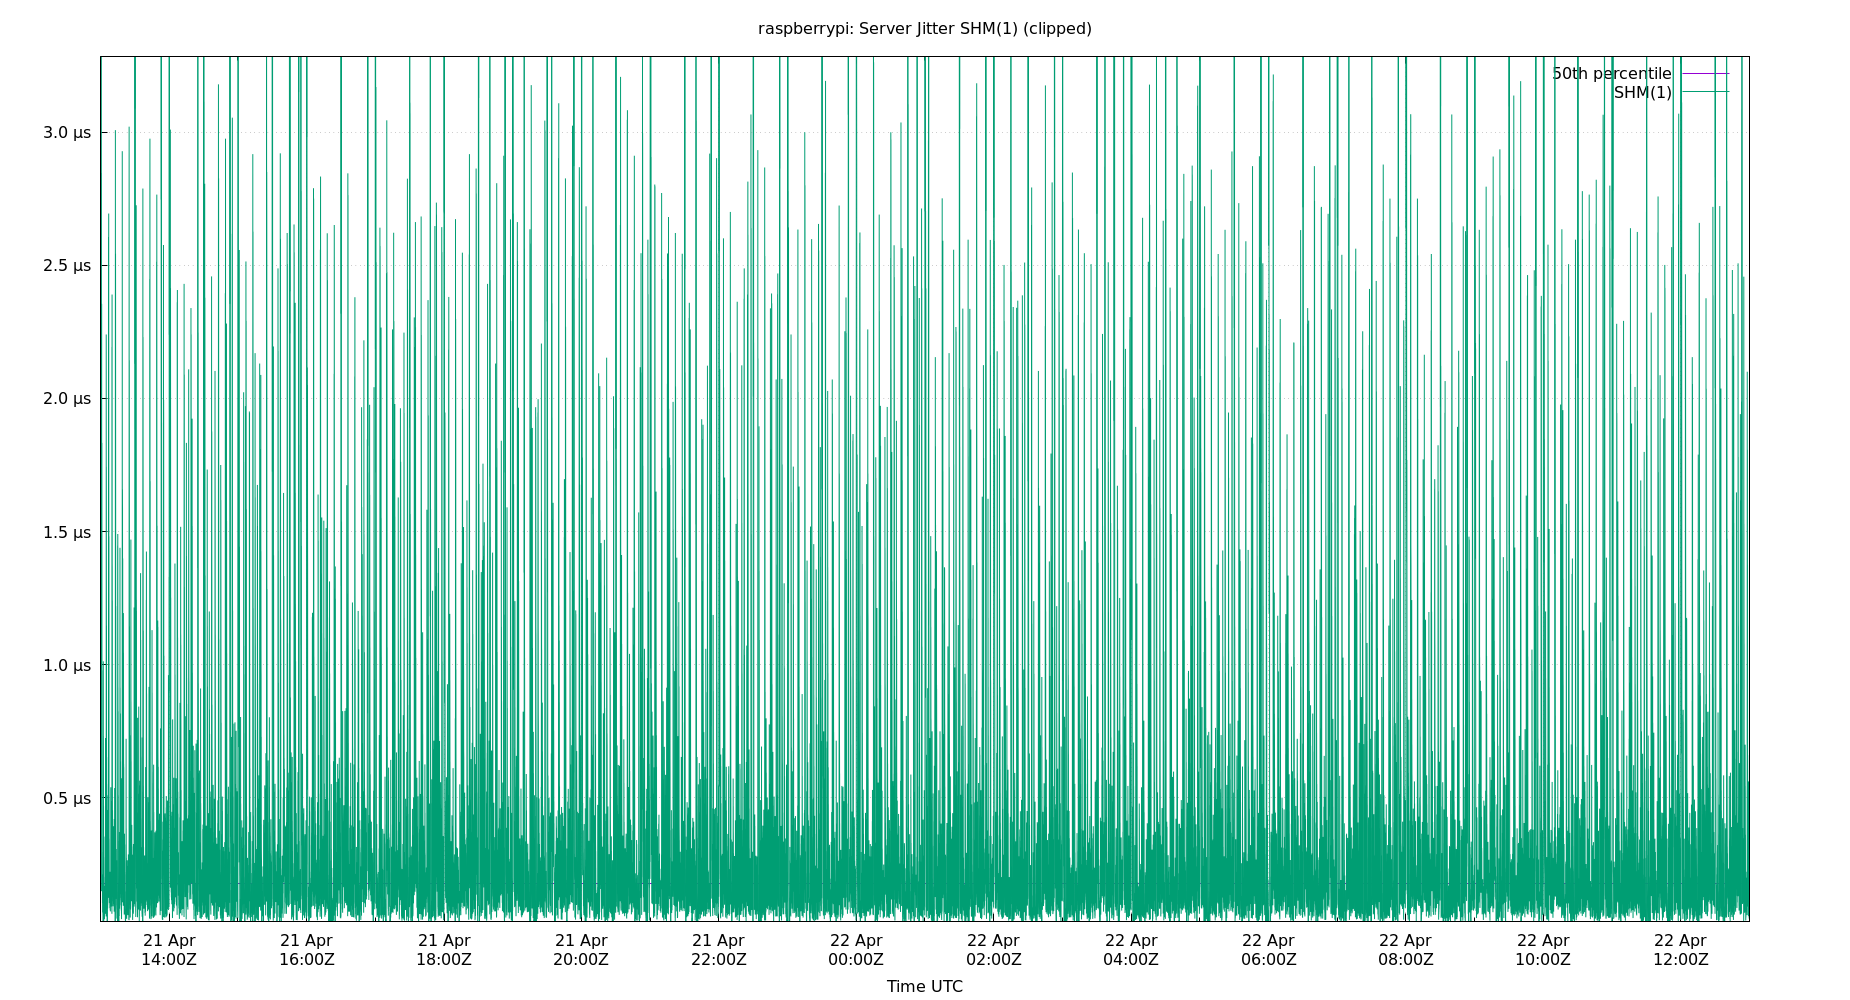 raspberrypi: Server Jitter SHM(1) (clipped)
50th percentile
SHM(1)
3.0 µs
2.5 µs
2.0 µs
1.5 µs
1.0 µs
0.5 µs
21 Apr 21 Apr 21 Apr 21 Apr 21 Apr 22 Apr 22 Apr 22 Apr 22 Apr 22 Apr 22 Apr 22 Apr
14:00Z 16:00Z 18:00Z 20:00Z 22:00Z 00:00Z 02:00Z 04:00Z 06:00Z 08:00Z 10:00Z 12:00Z
Time UTC